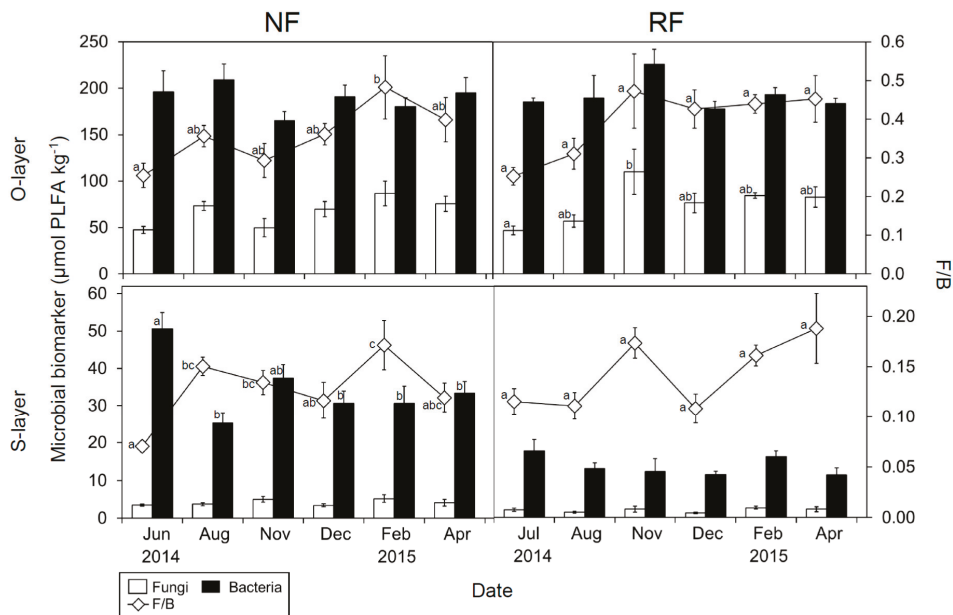 NF
RF
O-layer
S-layer
Microbial biomarker (µmol PLFA kg⁻¹)
250
200
150
100
50
0
a
ab
ab
ab
b
ab
a
a
a
a
a
a
a
ab
b
ab
ab
ab
0.6
0.5
0.4
0.3
0.2
0.1
0.0
F/B
60
50
40
30
20
10
0
a
a
bc
b
bc
ab
ab
b
c
b
abc
b
a
a
a
a
a
a
0.20
0.15
0.10
0.05
0.00
Jun Aug Nov Dec Feb Apr
2014 2015
Jul Aug Nov Dec Feb Apr
2014 2015
Date
Fungi Bacteria
F/B